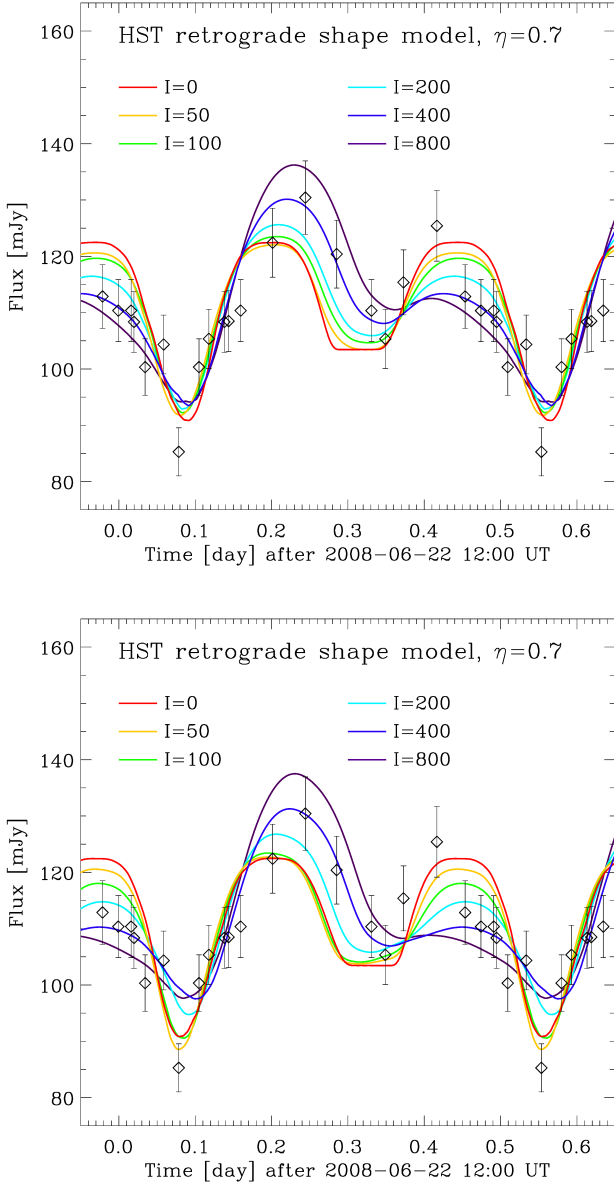 HST retrograde shape model, η=0.7
I=0 I=200
I=50 I=400
I=100 I=800
160
140
120
100
80
Flux [mJy]
0.0 0.1 0.2 0.3 0.4 0.5 0.6
Time [day] after 2008-06-22 12:00 UT
HST retrograde shape model, η=0.7
I=0 I=200
I=50 I=400
I=100 I=800
160
140
120
100
80
Flux [mJy]
0.0 0.1 0.2 0.3 0.4 0.5 0.6
Time [day] after 2008-06-22 12:00 UT